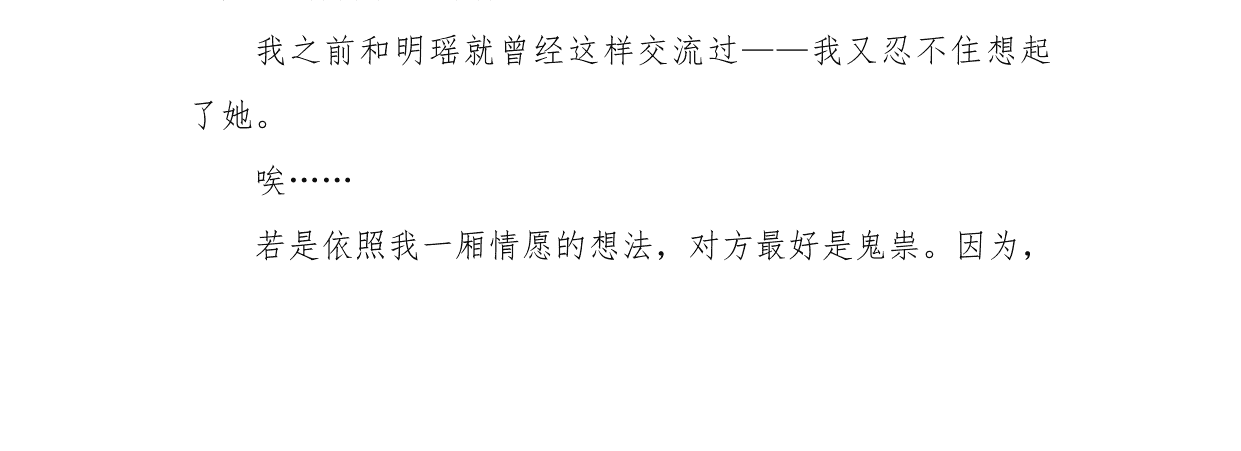 我之前和明瑶就曾经这样交流过——我又忍不住想起
了她。
唉……
若是依照我一厢情愿的想法，对方最好是鬼祟。因为，